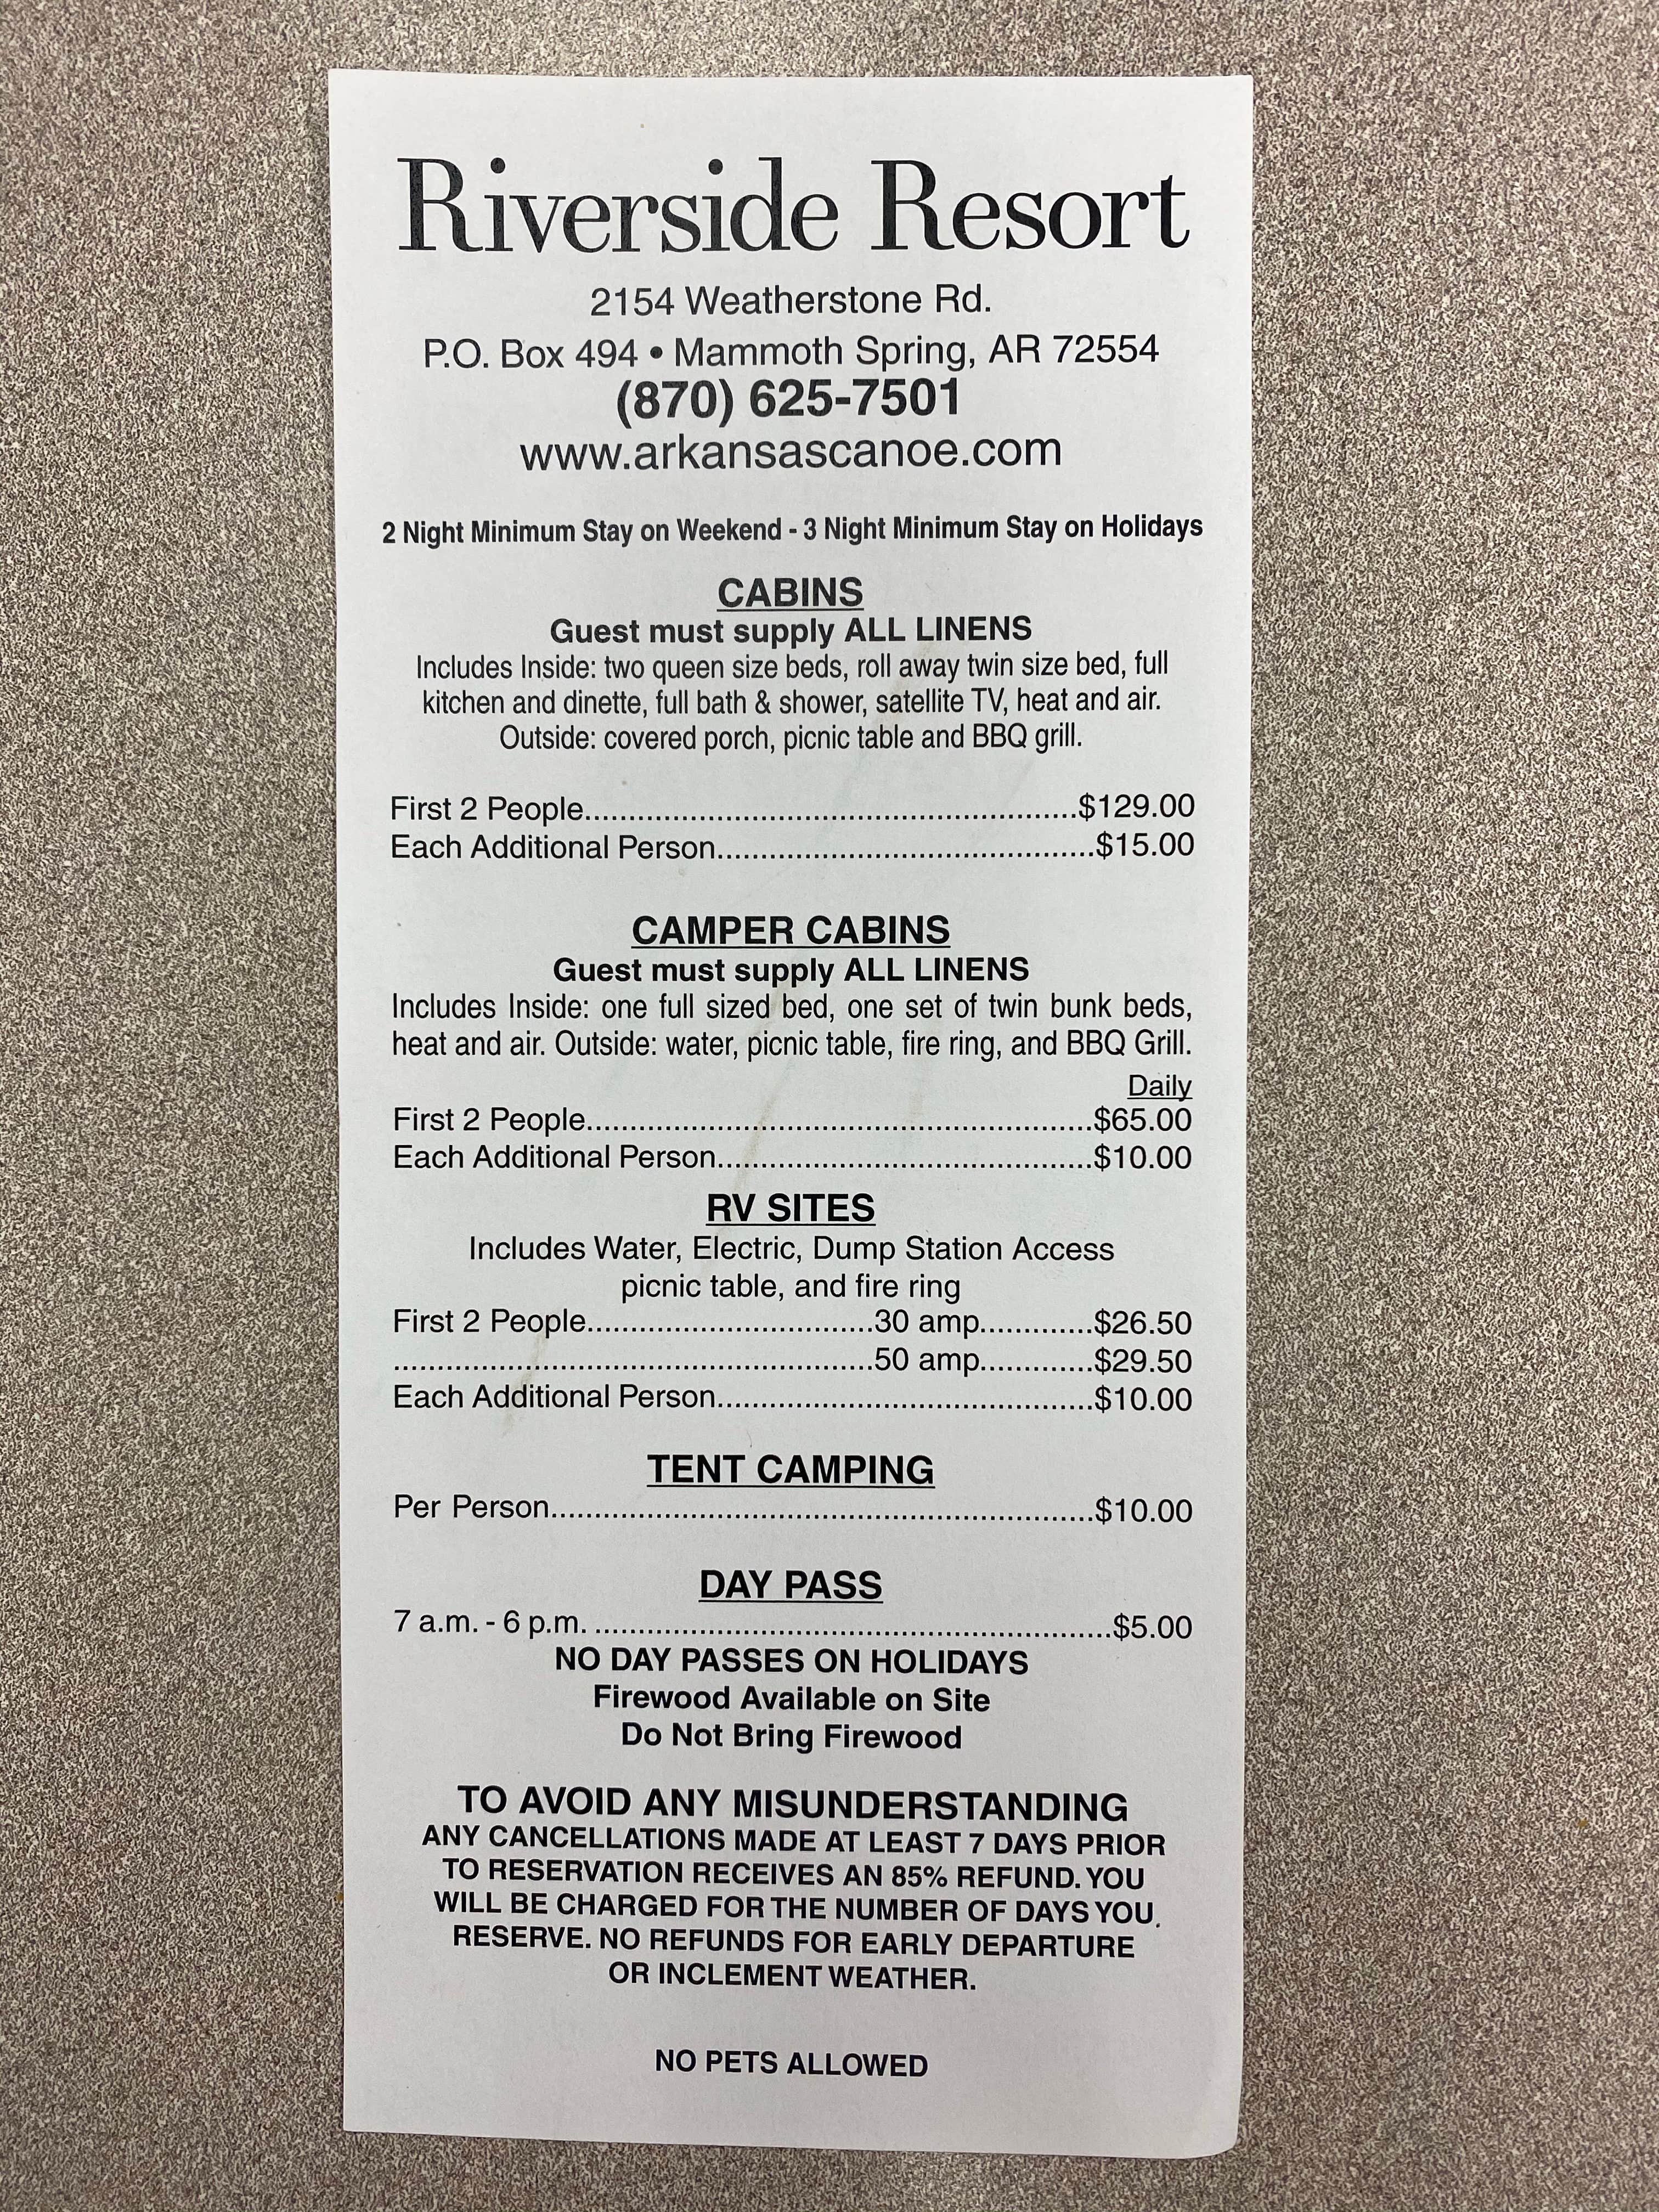 Riverside Resort
2154 Weatherstone Rd.
P.O. Box 494 • Mammoth Spring, AR 72554
(870) 625-7501
www.arkansascanoe.com
2 Night Minimum Stay on Weekend - 3 Night Minimum Stay on Holidays
CABINS
Guest must supply ALL LINENS
Includes Inside: two queen size beds, roll away twin size bed, full
kitchen and dinette, full bath & shower, satellite TV, heat and air.
Outside: covered porch, picnic table and BBQ grill.
First 2 People........................................................$129.00
Each Additional Person...........................................$15.00
CAMPER CABINS
Guest must supply ALL LINENS
Includes Inside: one full sized bed, one set of twin bunk beds,
heat and air. Outside: water, picnic table, fire ring, and BBQ Grill.
Daily
First 2 People..........................................................$65.00
Each Additional Person...........................................$10.00
RV SITES
Includes Water, Electric, Dump Station Access
picnic table, and fire ring
First 2 People.................................30 amp.............$26.50
.......................................................50 amp.............$29.50
Each Additional Person...........................................$10.00
TENT CAMPING
Per Person..............................................................$10.00
DAY PASS
7 a.m. - 6 p.m. ...........................................................$5.00
NO DAY PASSES ON HOLIDAYS
Firewood Available on Site
Do Not Bring Firewood
TO AVOID ANY MISUNDERSTANDING
ANY CANCELLATIONS MADE AT LEAST 7 DAYS PRIOR
TO RESERVATION RECEIVES AN 85% REFUND. YOU
WILL BE CHARGED FOR THE NUMBER OF DAYS YOU
RESERVE. NO REFUNDS FOR EARLY DEPARTURE
OR INCLEMENT WEATHER.
NO PETS ALLOWED